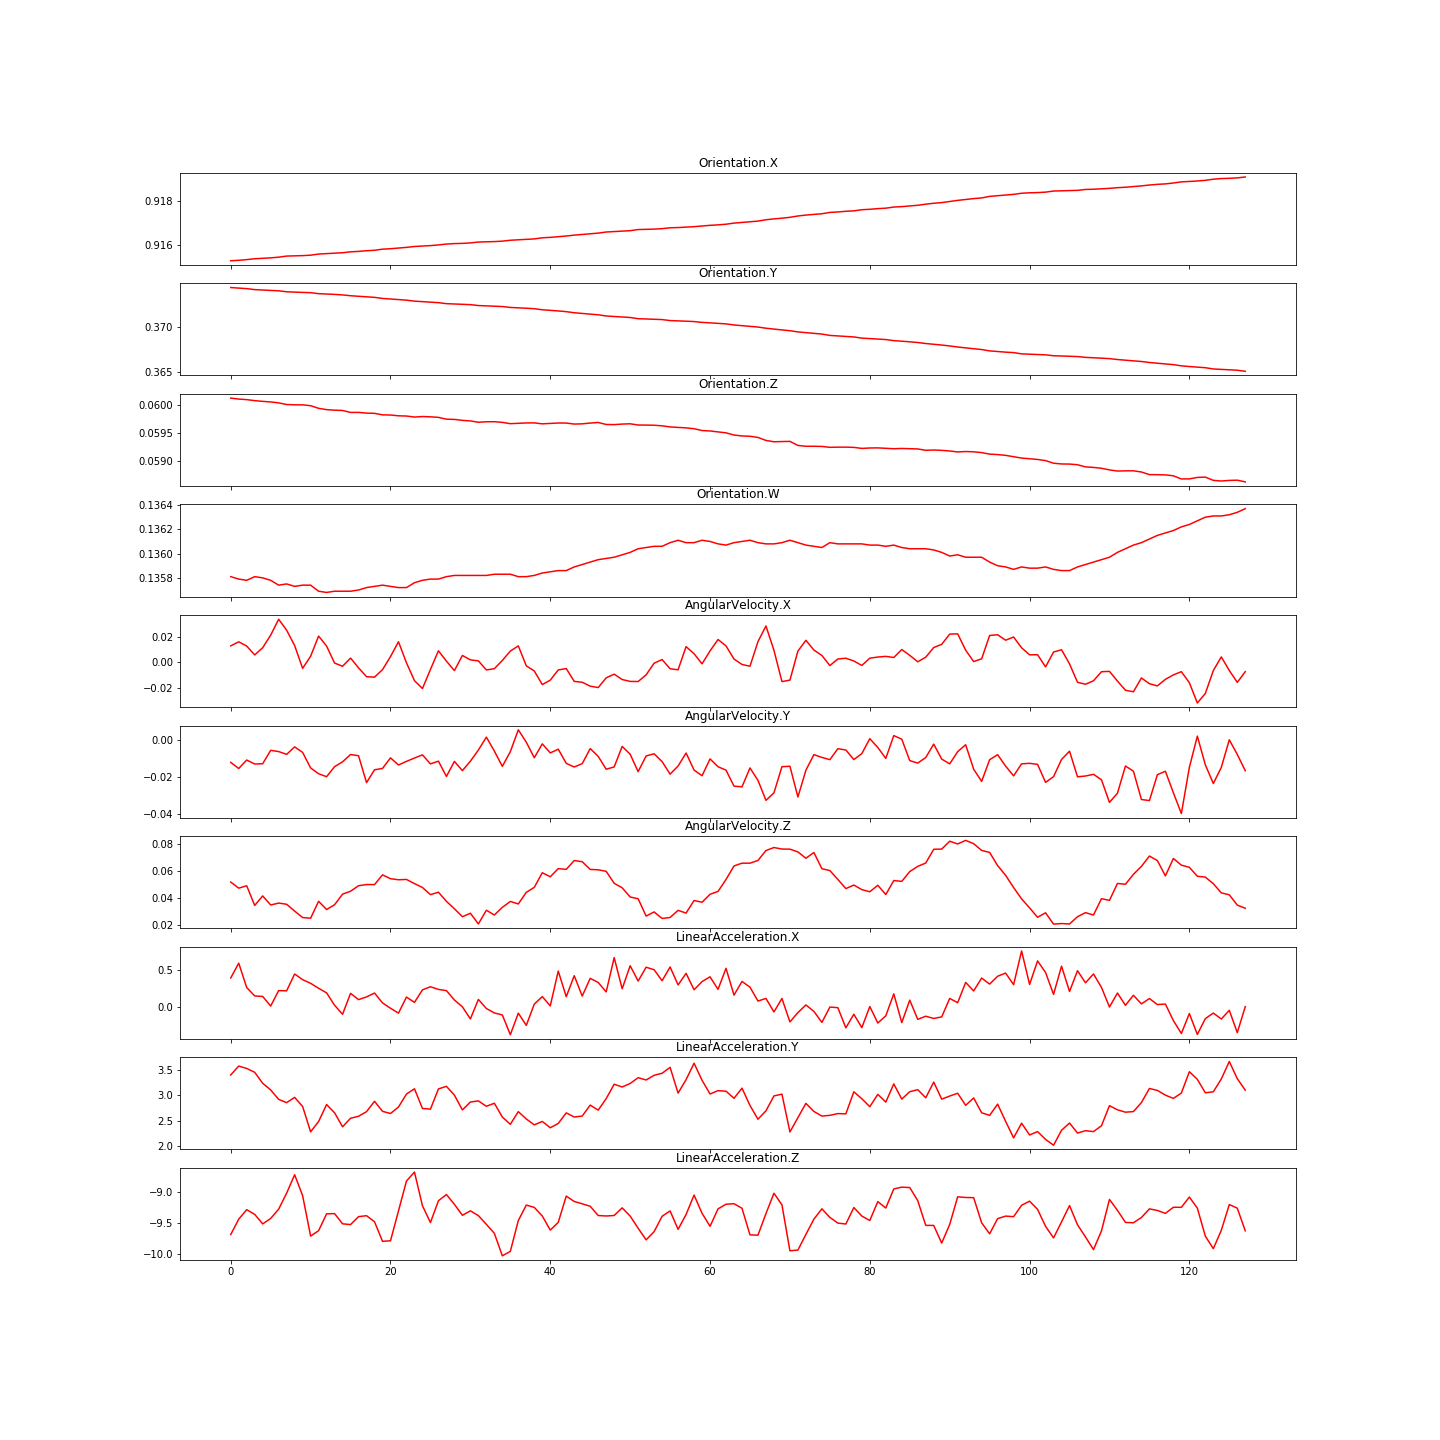 Orientation.X
0.918
0.916
Orientation.Y
0.370
0.365
Orientation.Z
0.0600
0.0595
0.0590
Orientation.W
0.1364
0.1362
0.1360
0.1358
AngularVelocity.X
0.02
0.00
−0.02
AngularVelocity.Y
0.00
−0.02
−0.04
AngularVelocity.Z
0.08
0.06
0.04
0.02
LinearAcceleration.X
0.5
0.0
LinearAcceleration.Y
3.5
3.0
2.5
2.0
LinearAcceleration.Z
−9.0
−9.5
−10.0
0 20 40 60 80 100 120